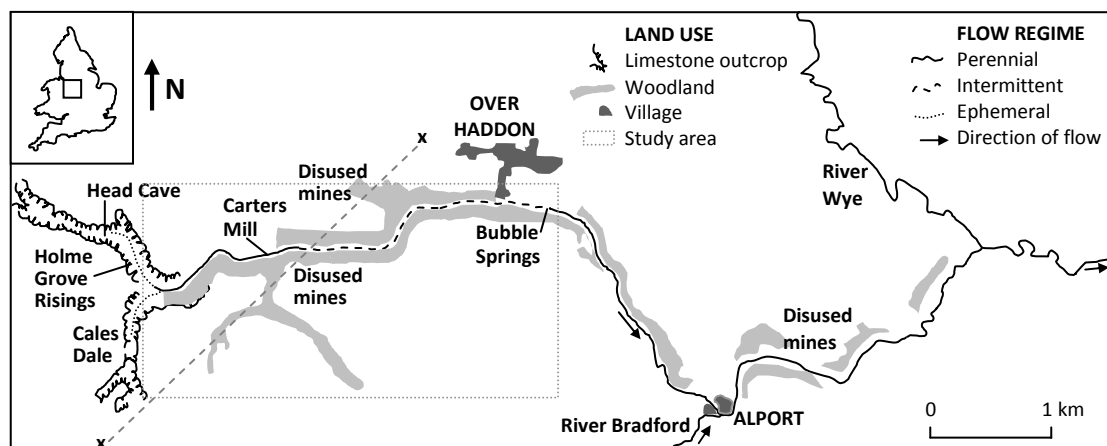 LAND USE
Limestone outcrop
Woodland
Village
Study area
FLOW REGIME
Perennial
Intermittent
Ephemeral
Direction of flow
N
x
OVER
HADDON
Disused
mines
Head Cave
Carters
Mill
River
Wye
Holme
Grove
Risings
Disused
mines
Bubble
Springs
Cales
Dale
Disused
mines
x
River Bradford
ALPORT
0 1 km